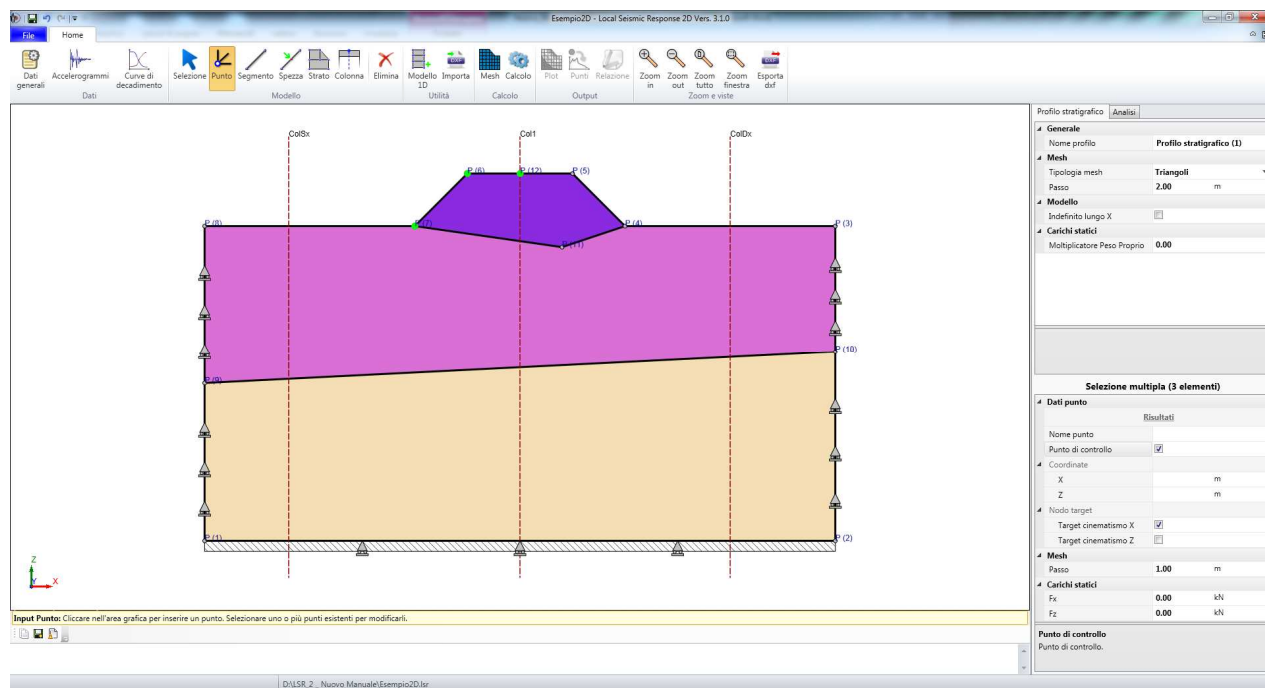 Esempio2D - Local Seismic Response 2D Vers. 3.1.0
File Home
Dati generali
Accelerogrammi
Curve di decadimento
Selezione
Punto
Segmento
Spezza
Strato
Colonna
Elimina
Modello 1D
Importa
Mesh
Calcolo
Plot
Punti
Relazione
Zoom in
Zoom out
Zoom tutto
Zoom finestra
Esporta dxf
Dati
Modello
Utilità
Calcolo
Output
Zoom e viste
ColSx
Col1
ColDx
P (6)
P (12)
P (5)
P (8)
P (7)
P (4)
P (3)
P (11)
P (10)
P (9)
P (1)
P (2)
Z
Y
X
Profilo stratigrafico Analisi
Generale
Nome profilo Profilo stratigrafico (1)
Mesh
Tipologia mesh Triangoli
Passo 2.00 m
Modello
Indefinito lungo X
Carichi statici
Moltiplicatore Peso Proprio 0.00
Selezione multipla (3 elementi)
Dati punto
Risultati
Nome punto
Punto di controllo
Coordinate
X m
Z m
Nodo target
Target cinematismo X
Target cinematismo Z
Mesh
Passo 1.00 m
Carichi statici
Fx 0.00 kN
Fz 0.00 kN
Punto di controllo
Punto di controllo.
Input Punto: Cliccare nell'area grafica per inserire un punto. Selezionare uno o più punti esistenti per modificarli.
D:\LSR_2 _ Nuovo Manuale\Esempio2D.lsr